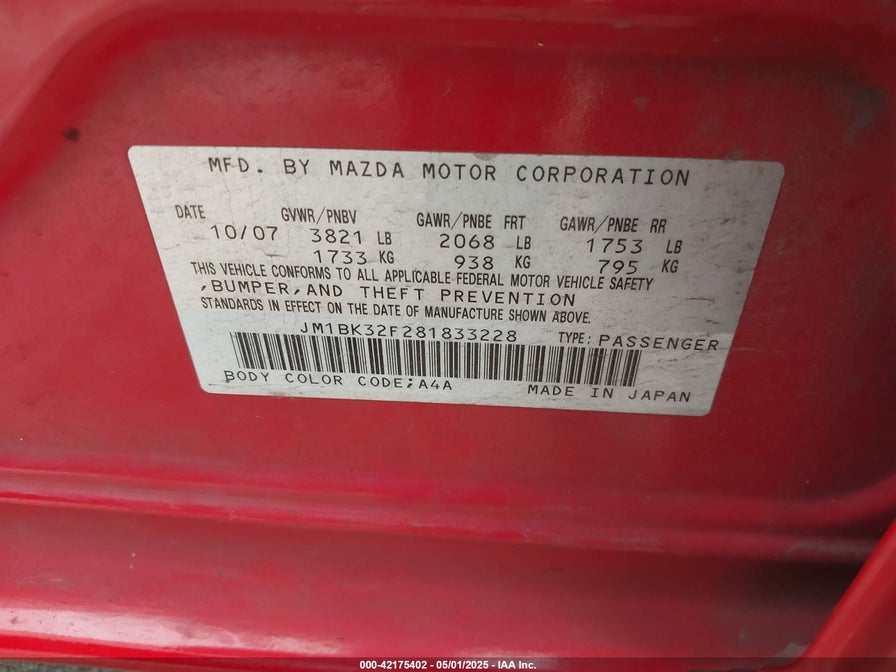 MFD. BY MAZDA MOTOR CORPORATION
DATE GVWR/PNBV GAWR/PNBE FRT GAWR/PNBE RR
10/07 3821 LB 2068 LB 1753 LB
1733 KG 938 KG 795 KG
THIS VEHICLE CONFORMS TO ALL APPLICABLE FEDERAL MOTOR VEHICLE SAFETY
,BUMPER,AND THEFT PREVENTION
STANDARDS IN EFFECT ON THE DATE OF MANUFACTURE SHOWN ABOVE.
JM1BK32F281833228 TYPE: PASSENGER
BODY COLOR CODE;A4A MADE IN JAPAN
000-42175402 - 05/01/2025 - IAA Inc.